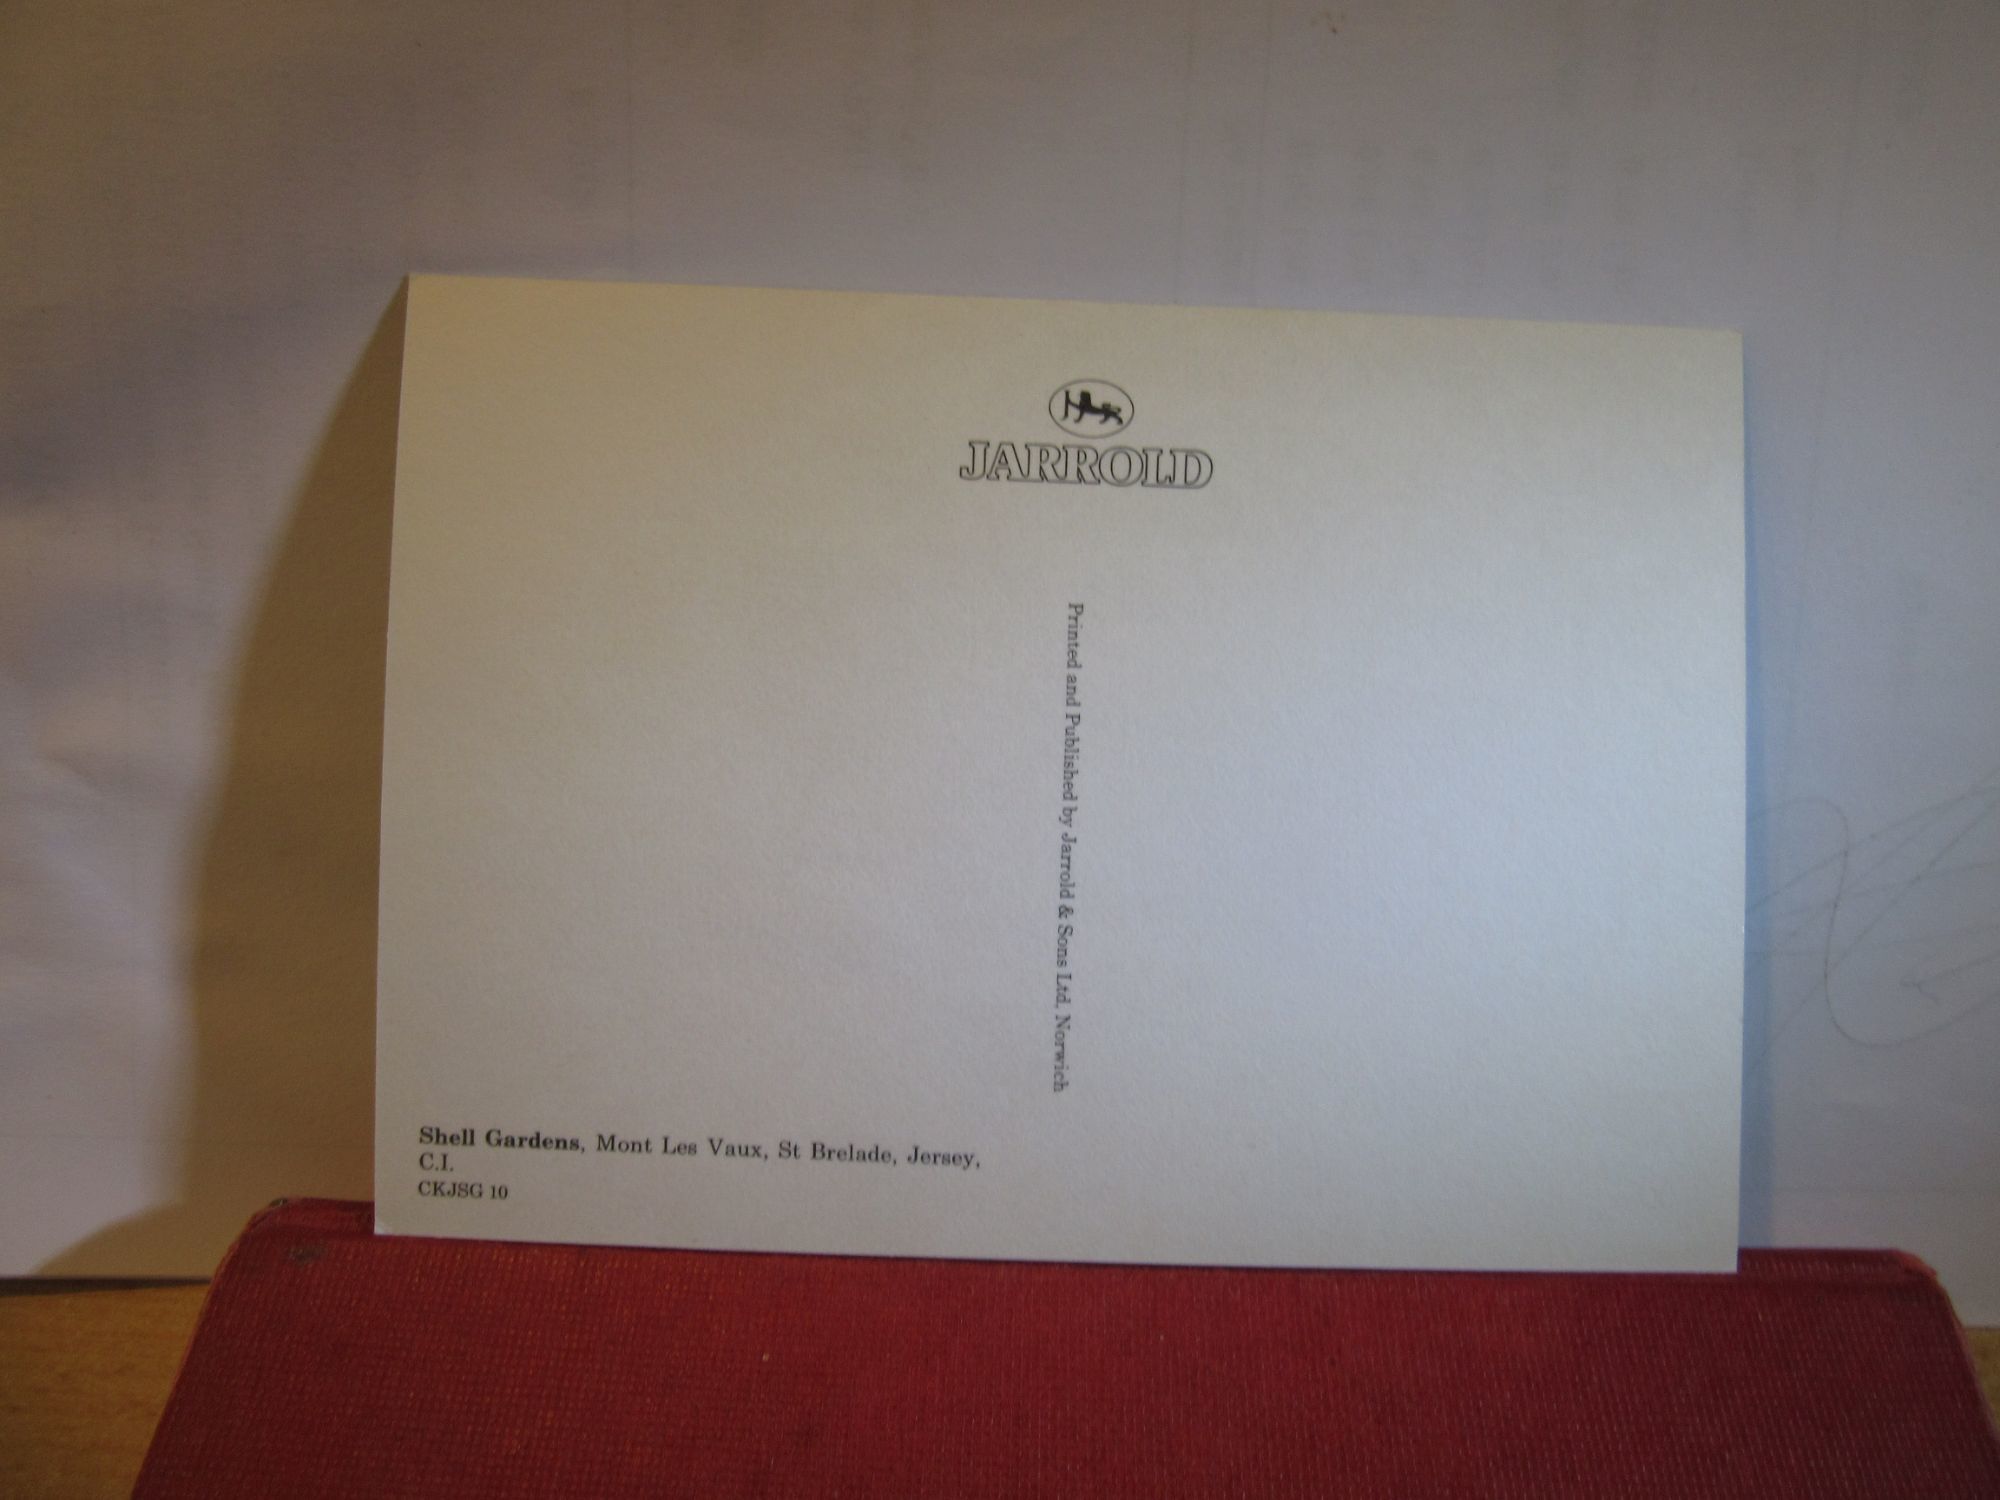 JARROLD
Printed and Published by Jarrold & Sons Ltd, Norwich
Shell Gardens, Mont Les Vaux, St Brelade, Jersey,
C.I.
CKJSG 10